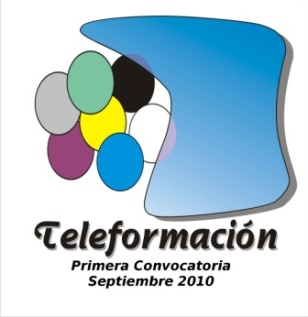 Teleformación
Primera Convocatoria
Septiembre 2010